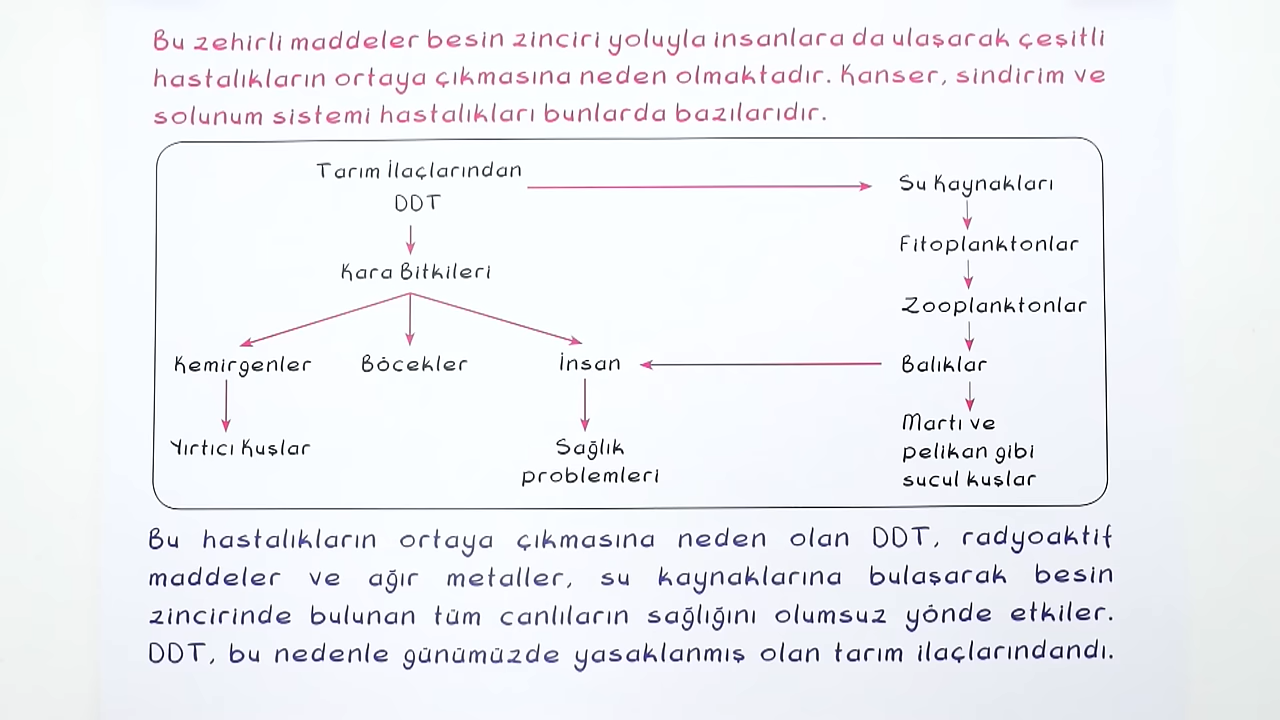 Bu zehirli maddeler besin zinciri yoluyla insanlara da ulaşarak çeşitli
hastalıkların ortaya çıkmasına neden olmaktadır. Kanser, sindirim ve
solunum sistemi hastalıkları bunlarda bazılarıdır.
Tarım İlaçlarından
DDT
Kara Bitkileri
Kemirgenler
Böcekler
İnsan
Yırtıcı Kuşlar
Sağlık
problemleri
Su Kaynakları
Fitoplanktonlar
Zooplanktonlar
Balıklar
Martı ve
pelikan gibi
sucul kuşlar
Bu hastalıkların ortaya çıkmasına neden olan DDT, radyoaktif
maddeler ve ağır metaller, su kaynaklarına bulaşarak besin
zincirinde bulunan tüm canlıların sağlığını olumsuz yönde etkiler.
DDT, bu nedenle günümüzde yasaklanmış olan tarım ilaçlarındandı.